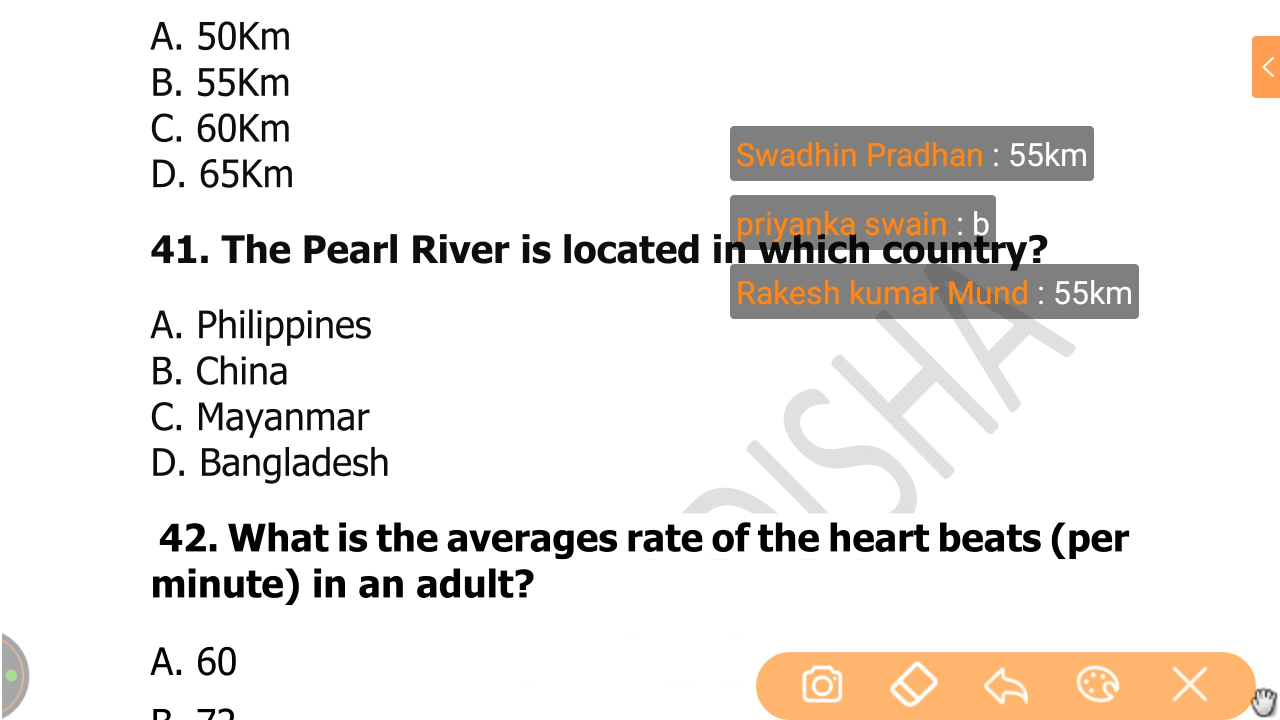 A. 50Km
B. 55Km
C. 60Km
D. 65Km
Swadhin Pradhan : 55km
priyanka swain : b
41. The Pearl River is located in which country?
Rakesh kumar Mund : 55km
A. Philippines
B. China
C. Mayanmar
D. Bangladesh
42. What is the averages rate of the heart beats (per
minute) in an adult?
A. 60
B. 72